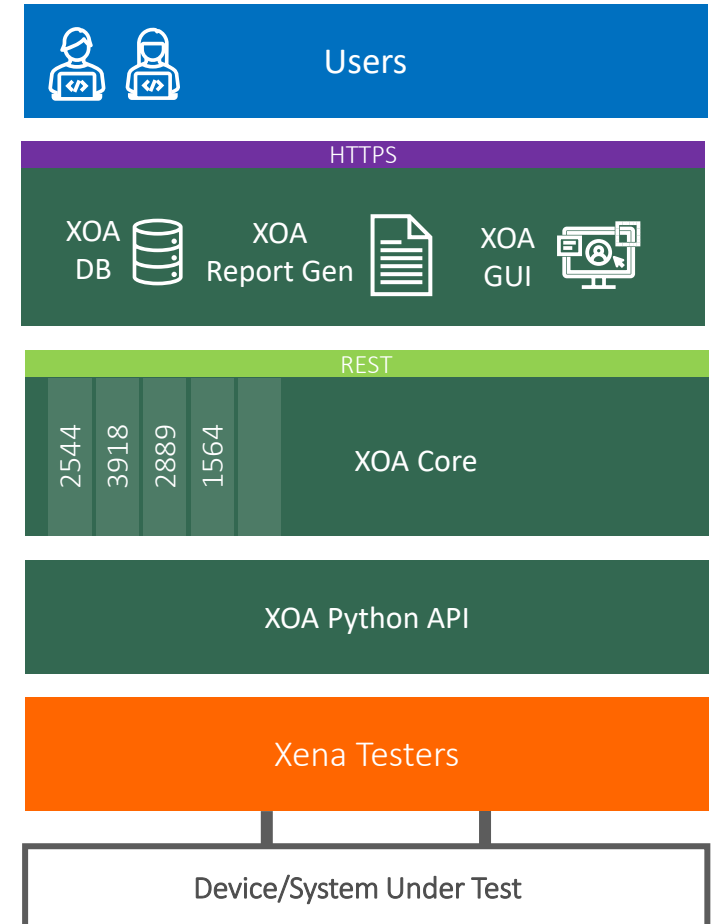 Users
HTTPS
XOA
DB
XOA
Report Gen
XOA
GUI
REST
2544
3918
2889
1564
XOA Core
XOA Python API
Xena Testers
Device/System Under Test